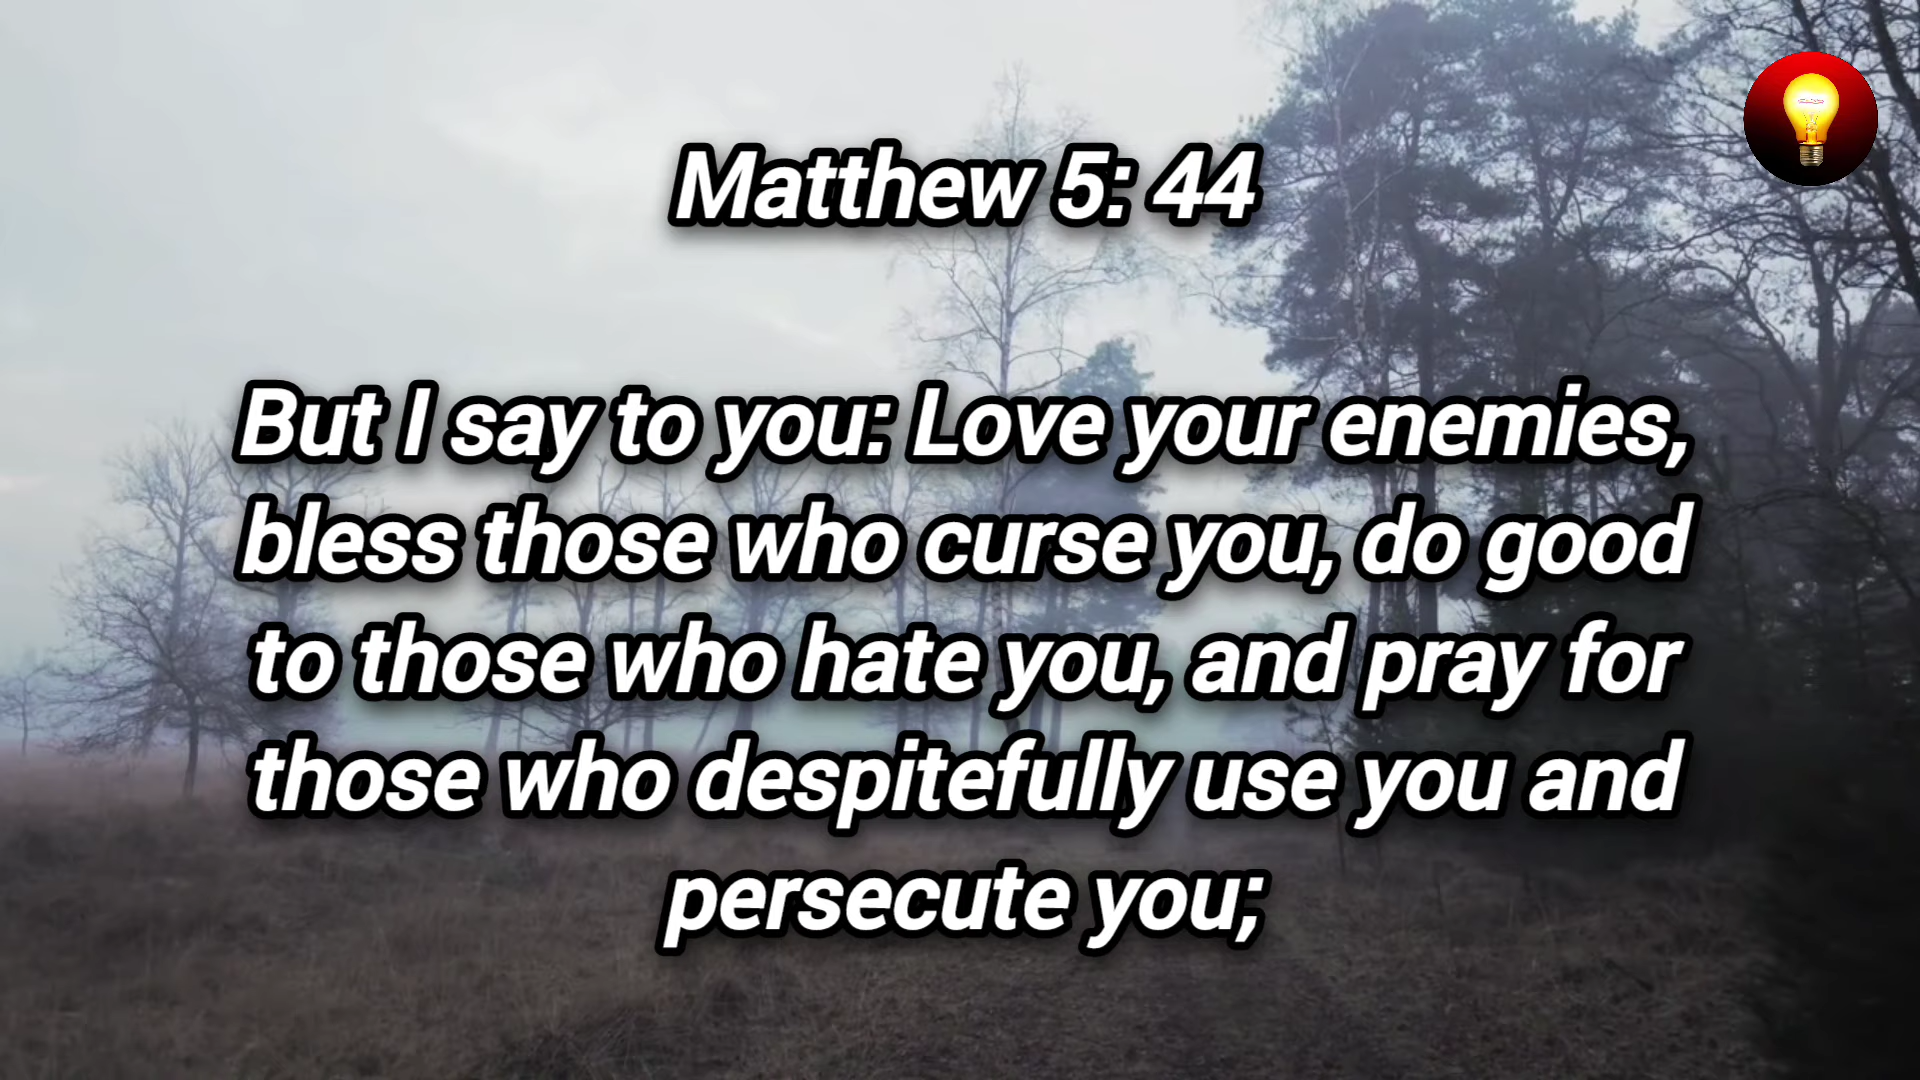 Matthew 5: 44
But I say to you: Love your enemies,
bless those who curse you, do good
to those who hate you, and pray for
those who despitefully use you and
persecute you;